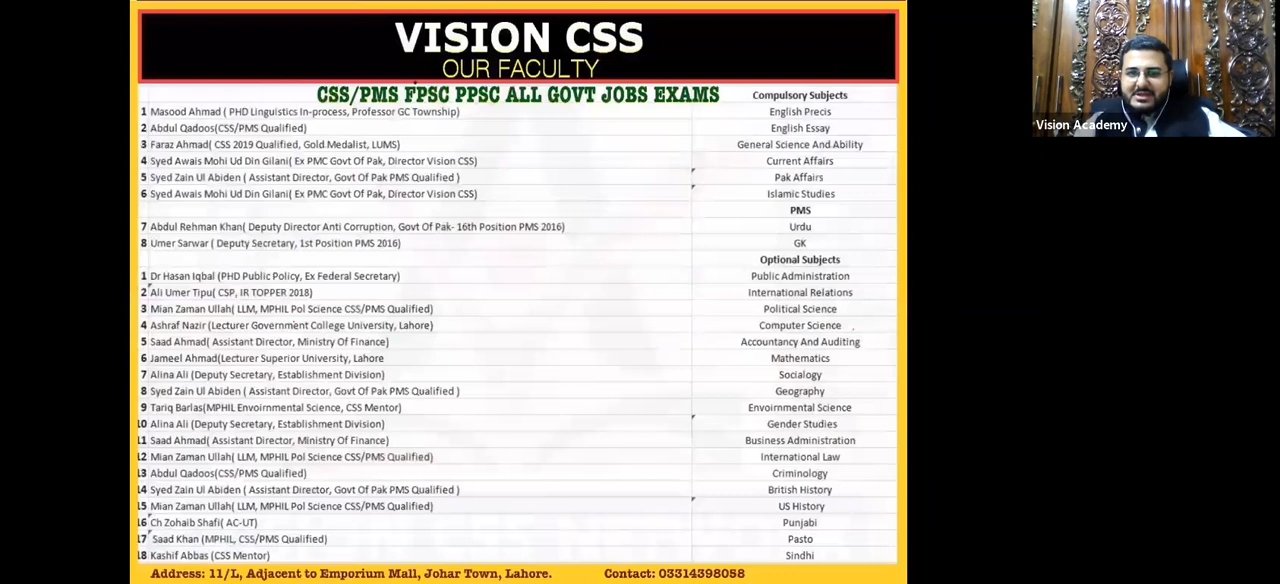 VISION CSS
OUR FACULTY
CSS/PMS FPSC PPSC ALL GOVT JOBS EXAMS Compulsory Subjects
1 Masood Ahmad ( PHD Linguistics In-process, Professor GC Township) English Precis
2 Abdul Qadoos(CSS/PMS Qualified) English Essay
3 Faraz Ahmad( CSS 2019 Qualified, Gold Medalist, LUMS) General Science And Ability
4 Syed Awais Mohi Ud Din Gilani( Ex PMC Govt Of Pak, Director Vision CSS) Current Affairs
5 Syed Zain Ul Abiden ( Assistant Director, Govt Of Pak PMS Qualified ) Pak Affairs
6 Syed Awais Mohi Ud Din Gilani( Ex PMC Govt Of Pak, Director Vision CSS) Islamic Studies
PMS
7 Abdul Rehman Khan( Deputy Director Anti Corruption, Govt Of Pak- 16th Position PMS 2016) Urdu
8 Umer Sarwar ( Deputy Secretary, 1st Position PMS 2016) GK
Optional Subjects
1 Dr Hasan Iqbal (PHD Public Policy, Ex Federal Secretary) Public Administration
2 Ali Umer Tipu( CSP, IR TOPPER 2018) International Relations
3 Mian Zaman Ullah( LLM, MPHIL Pol Science CSS/PMS Qualified) Political Science
4 Ashraf Nazir (Lecturer Government College University, Lahore) Computer Science
5 Saad Ahmad( Assistant Director, Ministry Of Finance) Accountancy And Auditing
6 Jameel Ahmad(Lecturer Superior University, Lahore Mathematics
7 Alina Ali (Deputy Secretary, Establishment Division) Socialogy
8 Syed Zain Ul Abiden ( Assistant Director, Govt Of Pak PMS Qualified ) Geography
9 Tariq Barlas(MPHIL Envoirnmental Science, CSS Mentor) Envoirnmental Science
10 Alina Ali (Deputy Secretary, Establishment Division) Gender Studies
11 Saad Ahmad( Assistant Director, Ministry Of Finance) Business Administration
12 Mian Zaman Ullah( LLM, MPHIL Pol Science CSS/PMS Qualified) International Law
13 Abdul Qadoos(CSS/PMS Qualified) Criminology
14 Syed Zain Ul Abiden ( Assistant Director, Govt Of Pak PMS Qualified ) British History
15 Mian Zaman Ullah( LLM, MPHIL Pol Science CSS/PMS Qualified) US History
16 Ch Zohaib Shafi( AC-UT) Punjabi
17 Saad Khan (MPHIL, CSS/PMS Qualified) Pasto
18 Kashif Abbas (CSS Mentor) Sindhi
Address: 11/L, Adjacent to Emporium Mall, Johar Town, Lahore. Contact: 03314398058
Vision Academy